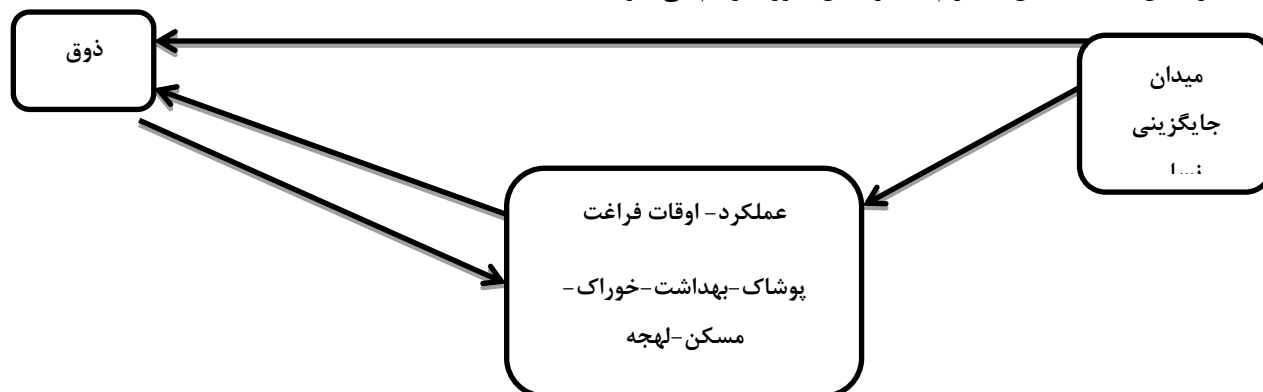 میدان
جایگزینی
ذوق
عملکرد- اوقات فراغت
پوشاک-بهداشت-خوراک-
مسکن-لهجه